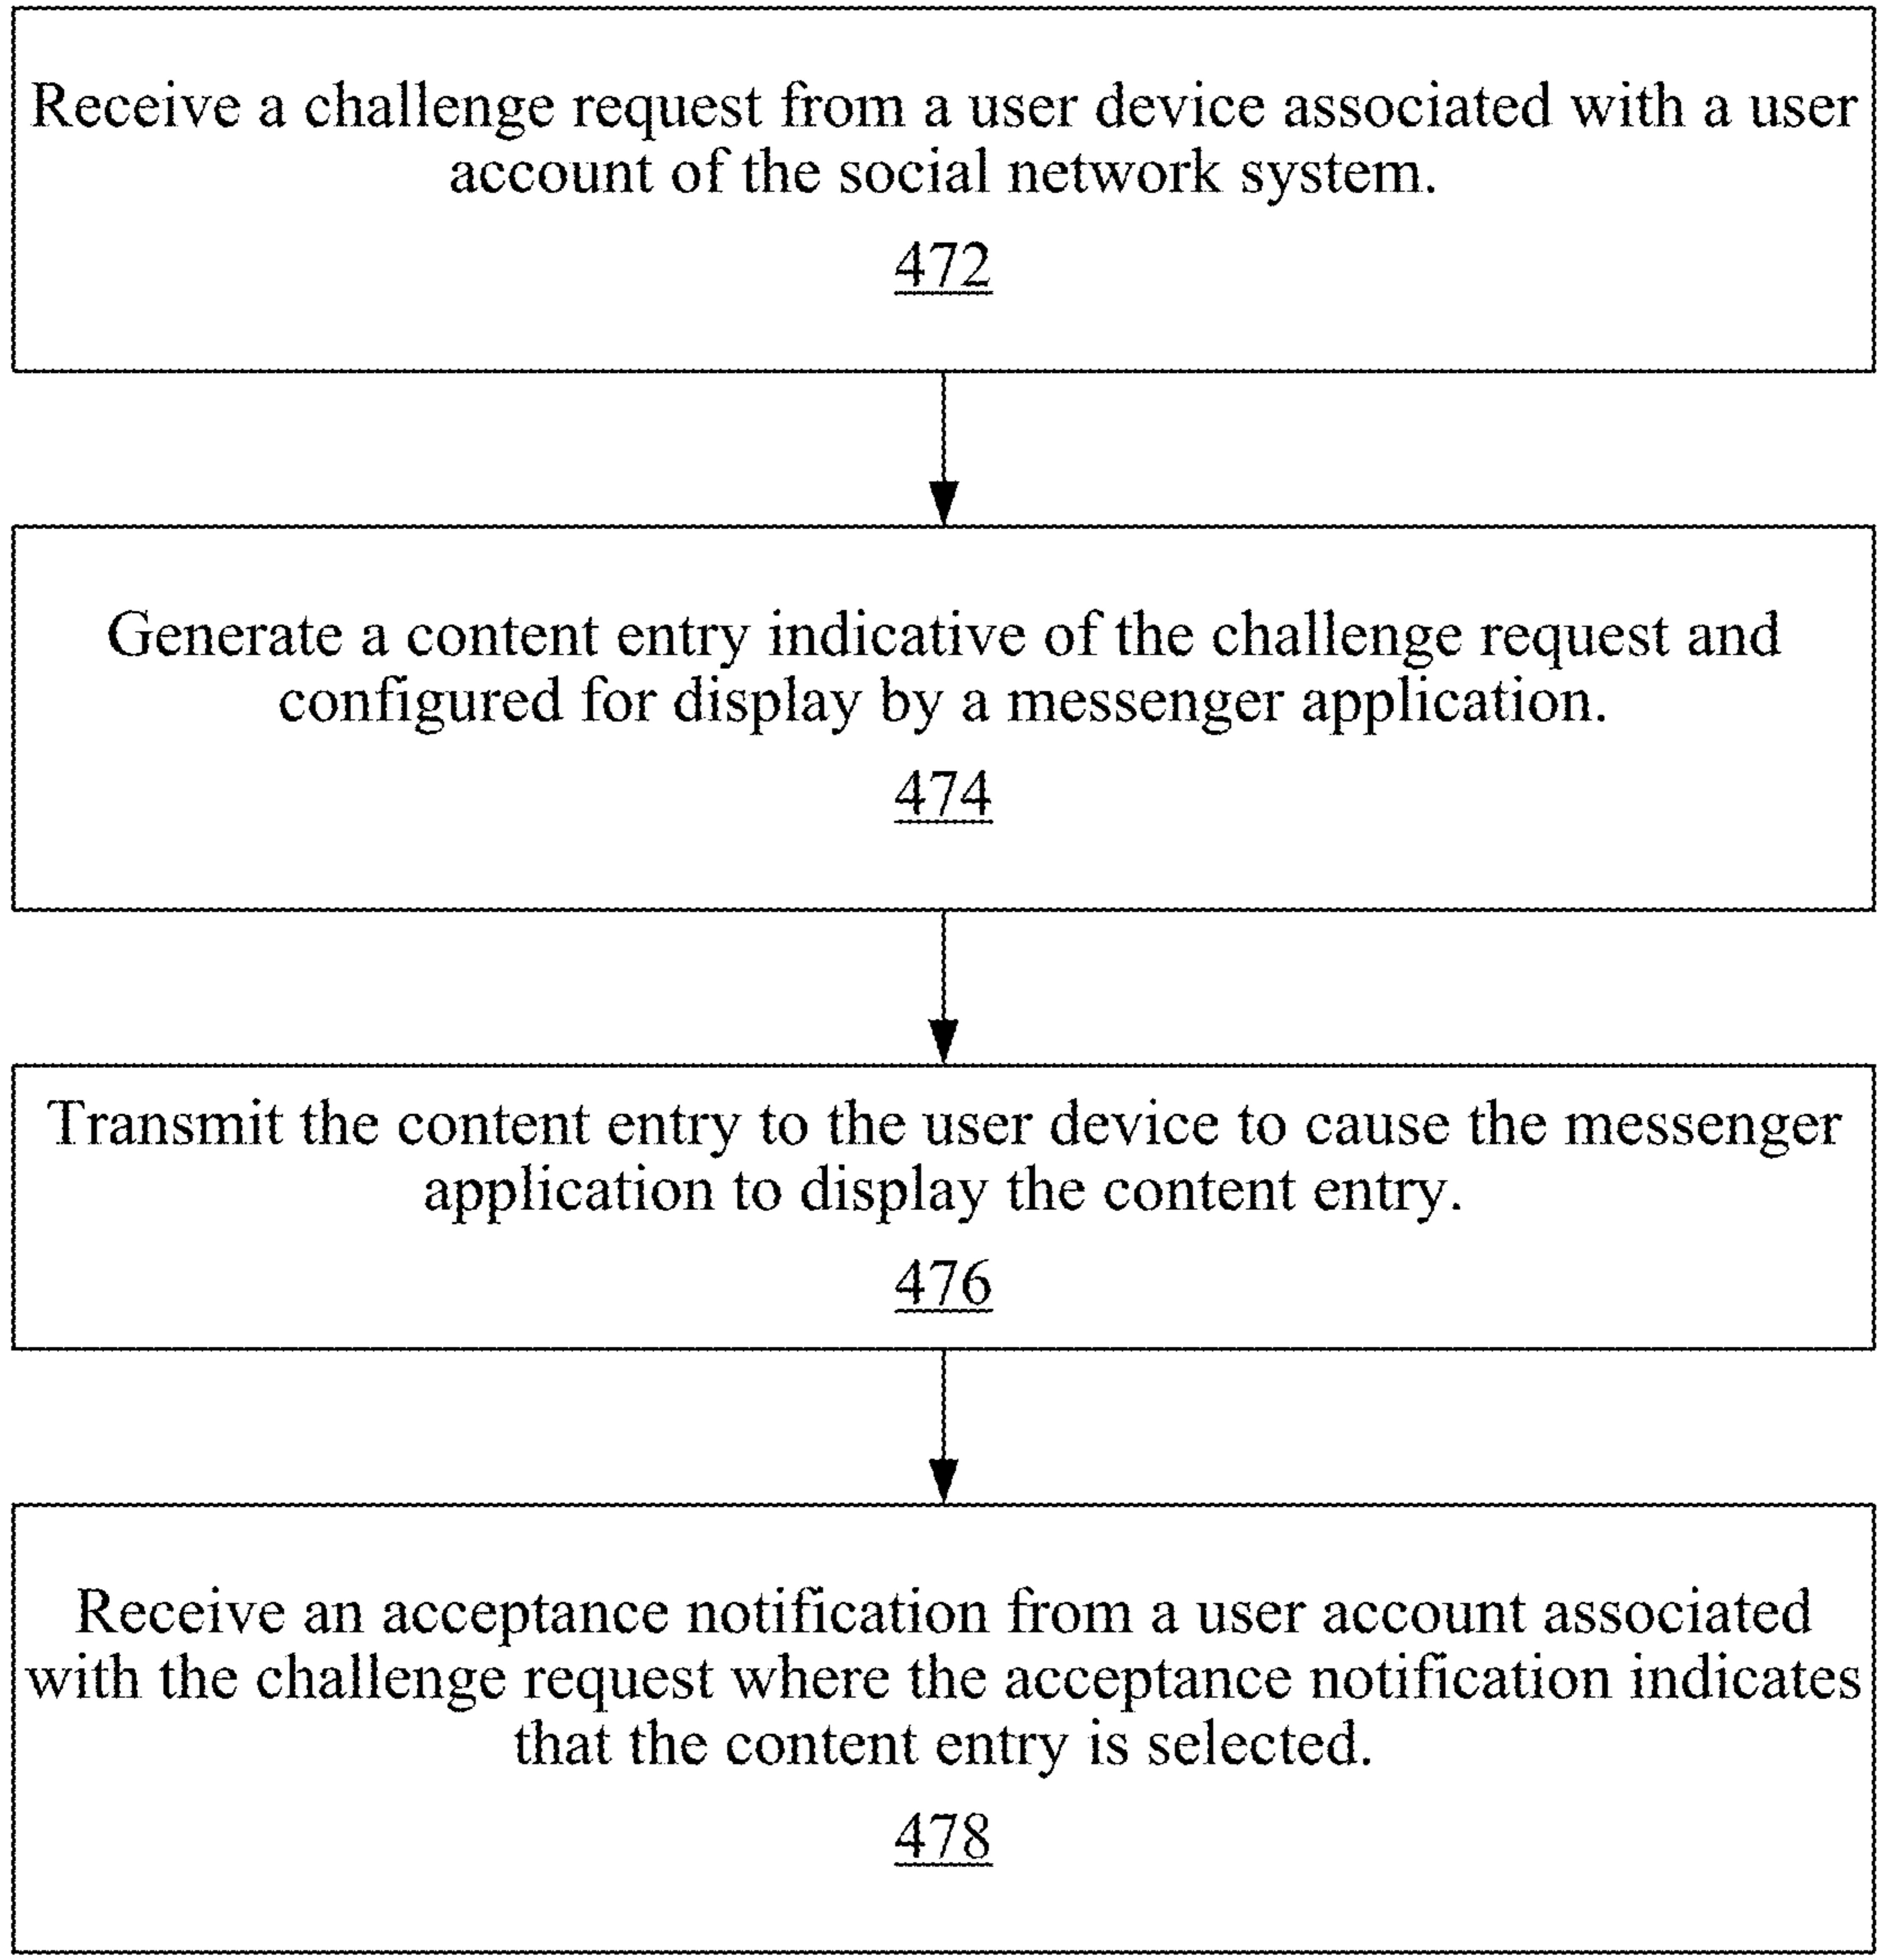 Receive a challenge request from a user device associated with a user
account of the social network system.
472
Generate a content entry indicative of the challenge request and
configured for display by a messenger application.
474
Transmit the content entry to the user device to cause the messenger
application to display the content entry.
476
Receive an acceptance notification from a user account associated
with the challenge request where the acceptance notification indicates
that the content entry is selected.
478